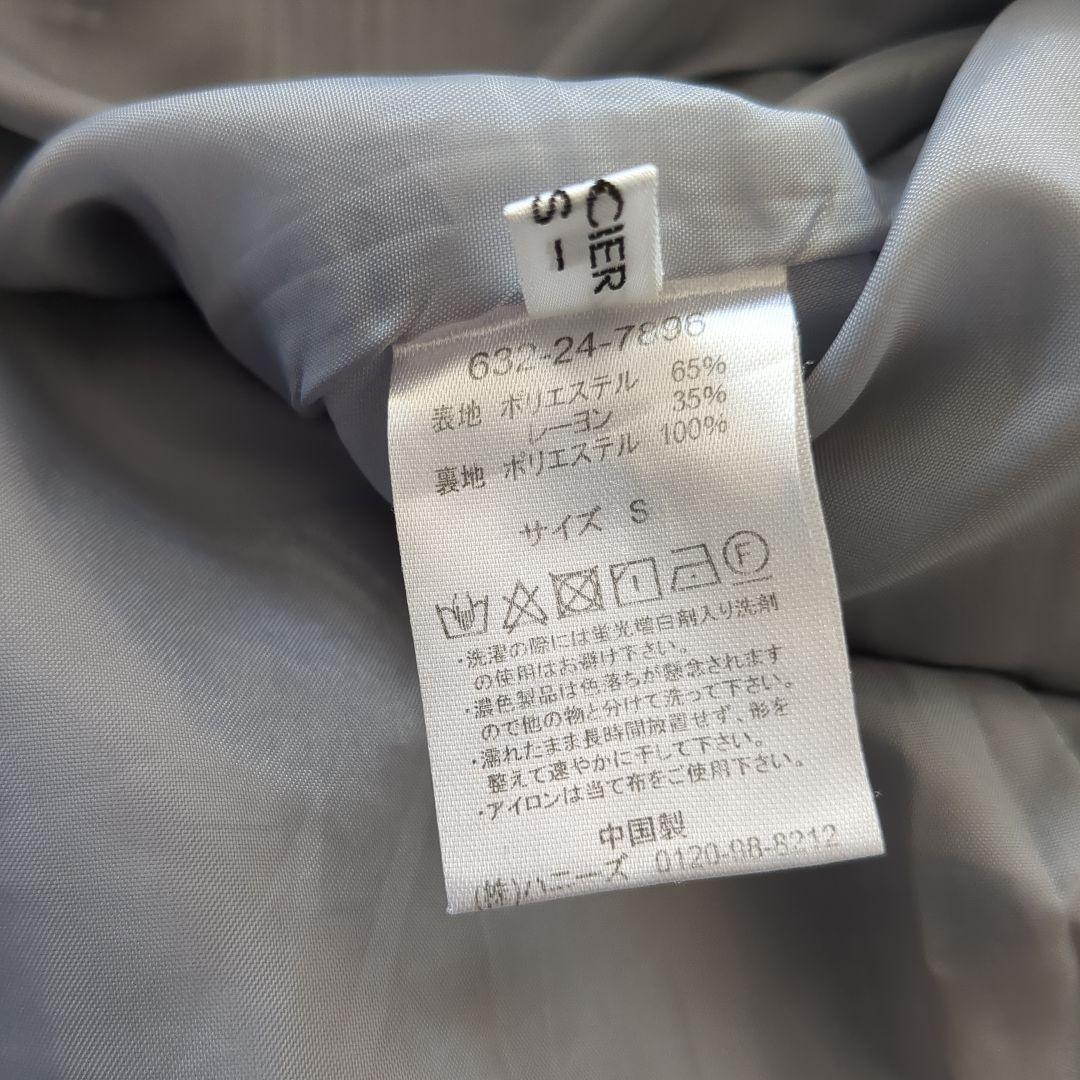 CIER
S -
632-24-7898
表地 ポリエステル 65%
レーヨン 35%
裏地 ポリエステル 100%
サイズ S
F
・洗濯の際には蛍光増白剤入り洗剤
の使用はお避け下さい。
・濃色製品は色落ちが懸念されます
ので他の物と分けて洗って下さい。
・濡れたまま長時間放置せず、形を
整えて速やかに干して下さい。
・アイロンは当て布をご使用下さい。
中国製
(株)ハニーズ 0120-98-8212